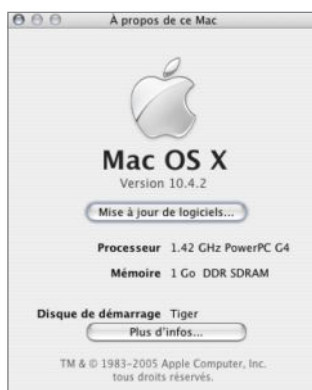 À propos de ce Mac
Mac OS X
Version 10.4.2
Mise à jour de logiciels...
Processeur 1.42 GHz PowerPC G4
Mémoire 1 Go DDR SDRAM
Disque de démarrage Tiger
Plus d'infos...
TM & © 1983-2005 Apple Computer, Inc.
tous droits réservés.